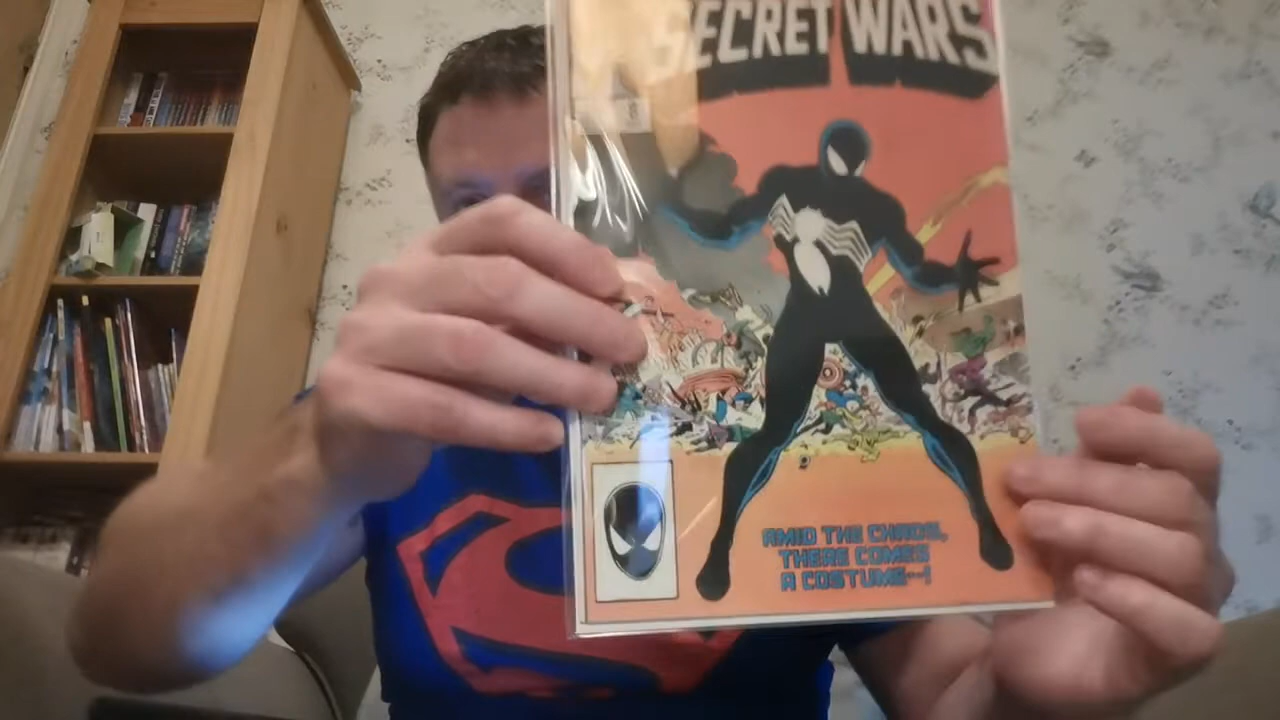 SECRET WARS
AMID THE CHAOS,
THERE COMES
A COSTUME--!